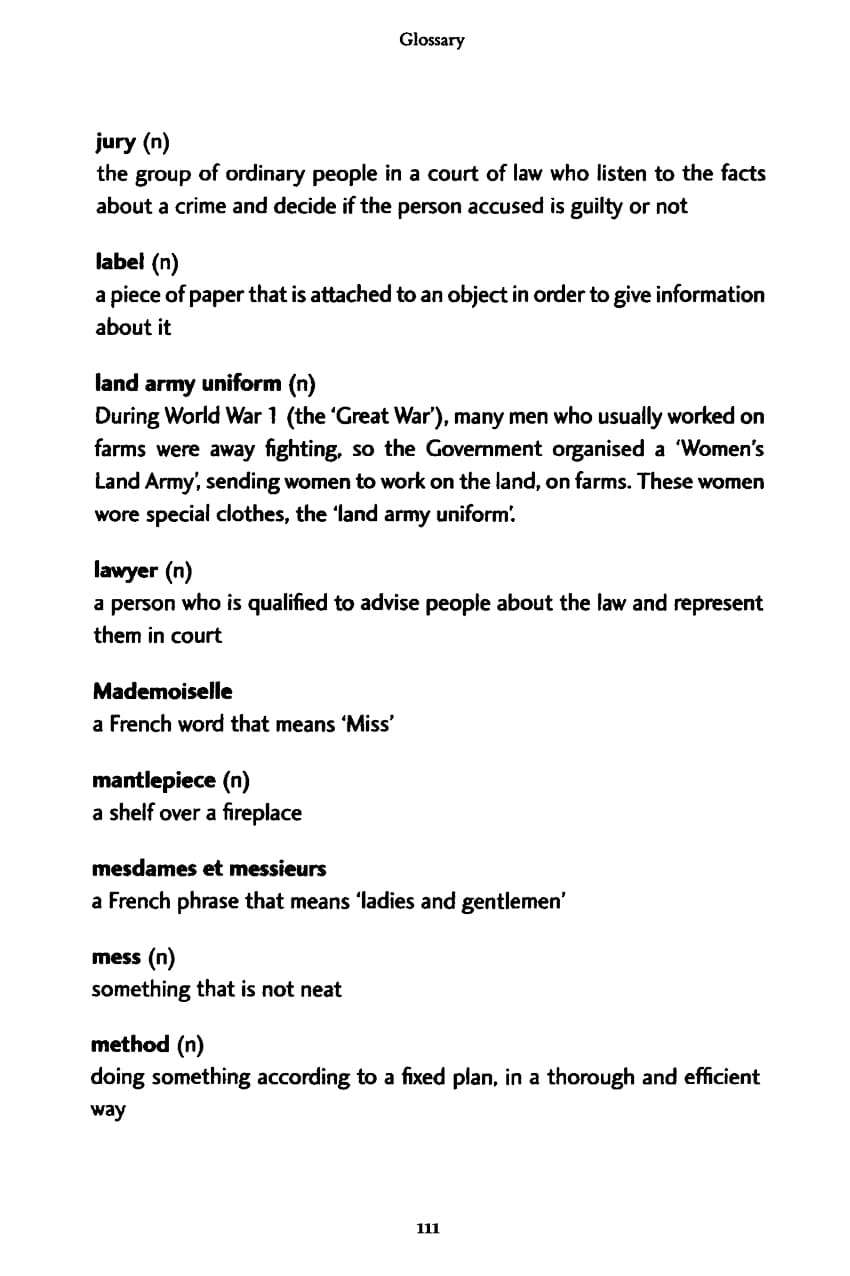 Glossary
jury (n)
the group of ordinary people in a court of law who listen to the facts
about a crime and decide if the person accused is guilty or not
label (n)
a piece of paper that is attached to an object in order to give information
about it
land army uniform (n)
During World War 1 (the ‘Great War’), many men who usually worked on
farms were away fighting, so the Government organised a ‘Women’s
Land Army’, sending women to work on the land, on farms. These women
wore special clothes, the ‘land army uniform’.
lawyer (n)
a person who is qualified to advise people about the law and represent
them in court
Mademoiselle
a French word that means ‘Miss’
mantlepiece (n)
a shelf over a fireplace
mesdames et messieurs
a French phrase that means ‘ladies and gentlemen’
mess (n)
something that is not neat
method (n)
doing something according to a fixed plan, in a thorough and efficient
way
111